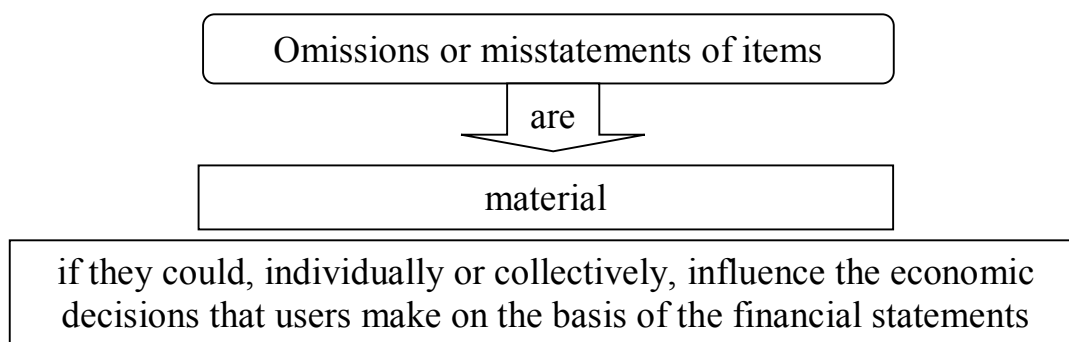 Omissions or misstatements of items
are
material
if they could, individually or collectively, influence the economic
decisions that users make on the basis of the financial statements